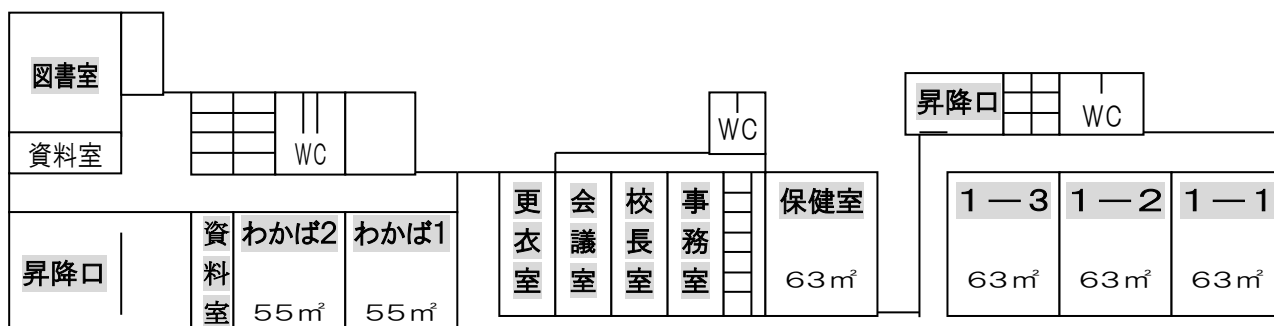 図書室
資料室
WC
昇降口
資料室
わかば2
55㎡
わかば1
55㎡
更衣室
会議室
校長室
事務室
WC
保健室
63㎡
昇降口
WC
1－3
63㎡
1－2
63㎡
1－1
63㎡